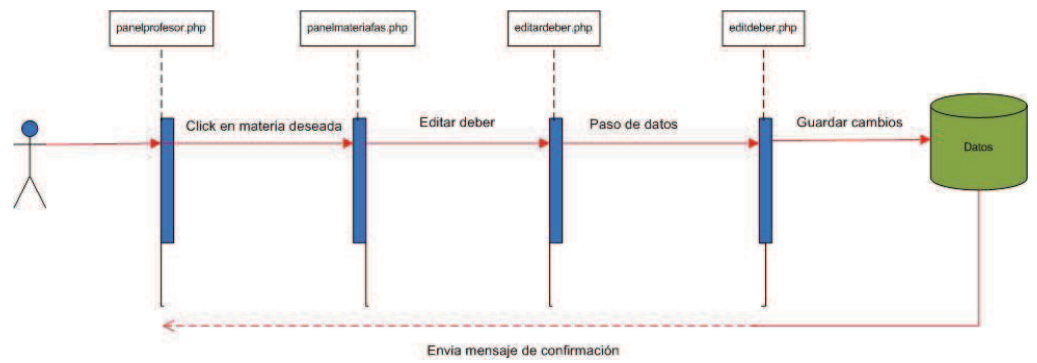 panelprofesor.php
panelmateriafas.php
editardeber.php
editdeber.php
Click en materia deseada
Editar deber
Paso de datos
Guardar cambios
Datos
Envia mensaje de confirmación